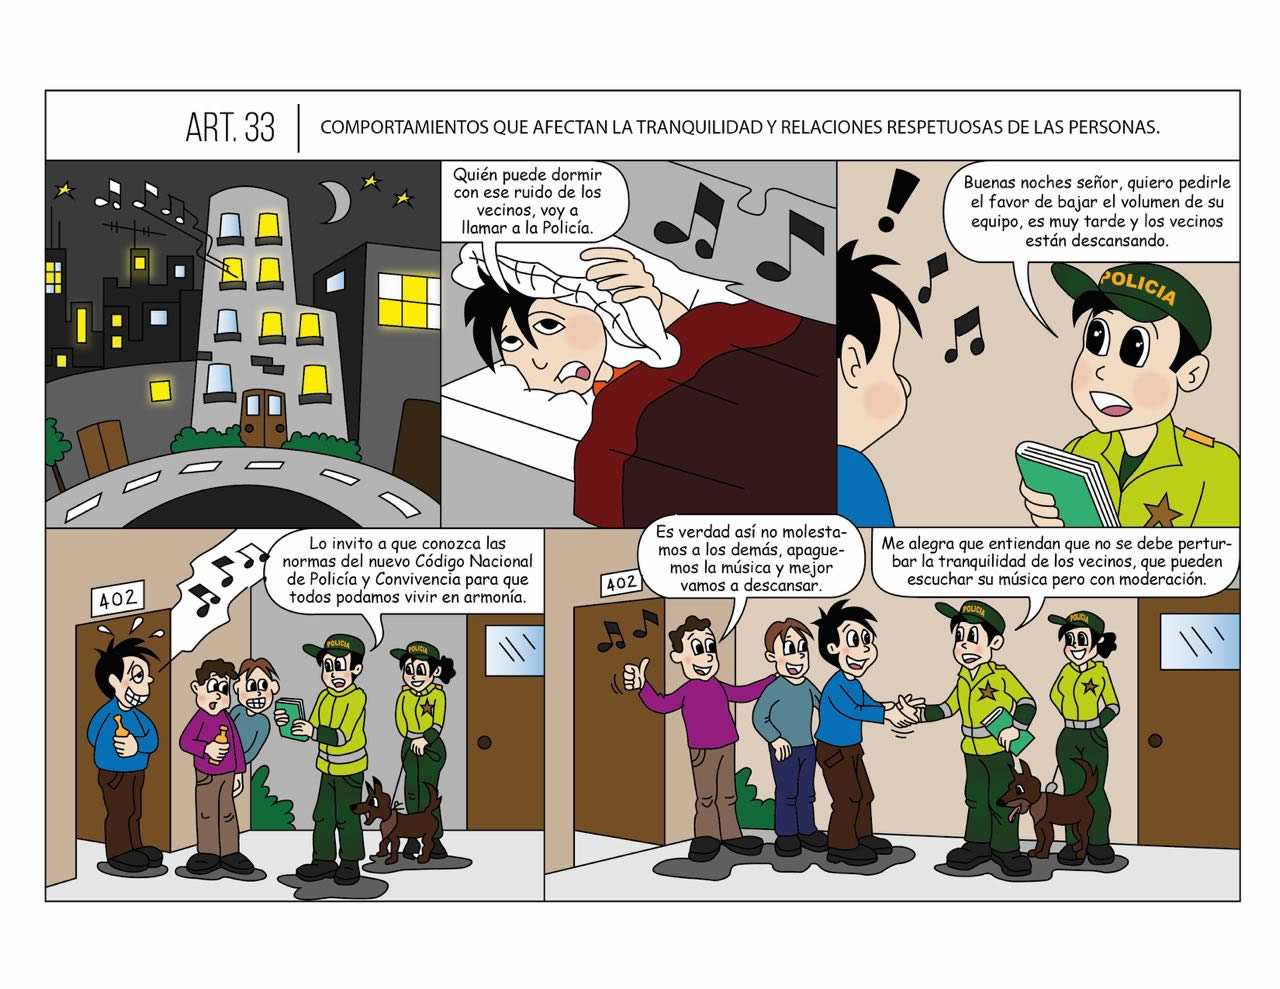 ART. 33
COMPORTAMIENTOS QUE AFECTAN LA TRANQUILIDAD Y RELACIONES RESPETUOSAS DE LAS PERSONAS.
Quién puede dormir
con ese ruido de los
vecinos, voy a
llamar a la Policía.
Buenas noches señor, quiero pedirle
el favor de bajar el volumen de su
equipo, es muy tarde y los vecinos
están descansando.
POLICIA
Lo invito a que conozca las
normas del nuevo Código Nacional
de Policía y Convivencia para que
todos podamos vivir en armonía.
402
POLICIA
POLICIA
Es verdad así no molesta-
mos a los demás, apague-
mos la música y mejor
vamos a descansar.
Me alegra que entiendan que no se debe pertur-
bar la tranquilidad de los vecinos, que pueden
escuchar su música pero con moderación.
402
POLICIA
POLICIA